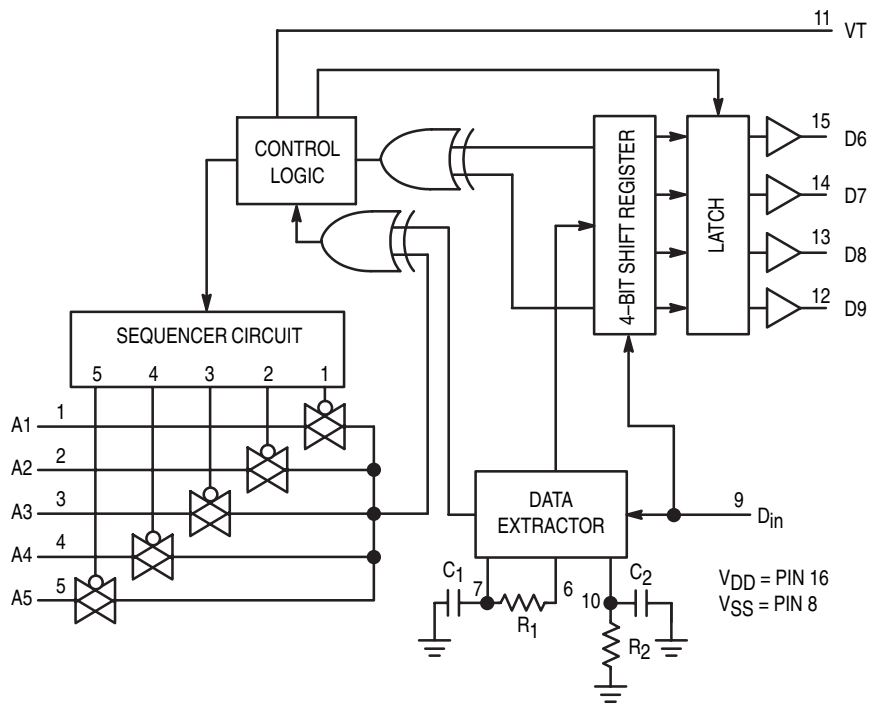 11 VT
CONTROL
LOGIC
4–BIT SHIFT REGISTER
LATCH
15 D6
14 D7
13 D8
12 D9
SEQUENCER CIRCUIT
5 4 3 2 1
A1 1
A2 2
A3 3
A4 4
A5 5
DATA
EXTRACTOR
9 Din
C1 7 R1 6 10 C2 R2
VDD = PIN 16
VSS = PIN 8